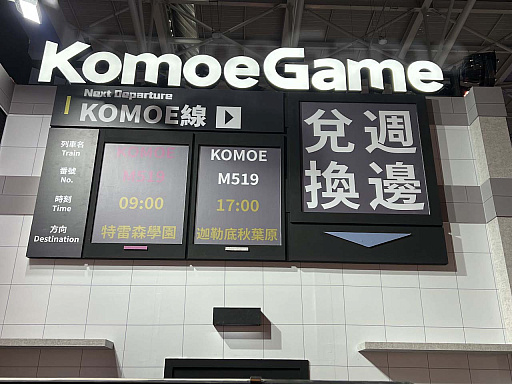 KomoeGame
Next Departure
KOMOE線
列車名
Train
番號
No.
時刻
Time
方向
Destination
09:00
特雷森學園
KOMOE
M519
17:00
迦勒底秋葉原
兌週
換邊